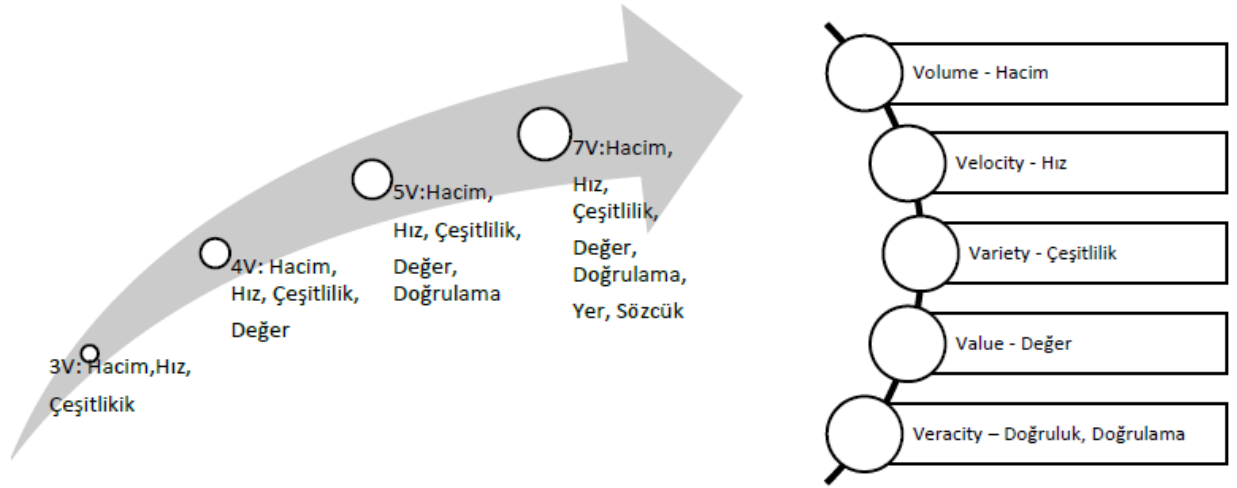 3V: Hacim,Hız,
Çeşitlikik
4V: Hacim,
Hız, Çeşitlilik,
Değer
5V:Hacim,
Hız, Çeşitlilik,
Değer,
Doğrulama
7V:Hacim,
Hız,
Çeşitlilik,
Değer,
Doğrulama,
Yer, Sözcük
Volume - Hacim
Velocity - Hız
Variety - Çeşitlilik
Value - Değer
Veracity – Doğruluk, Doğrulama